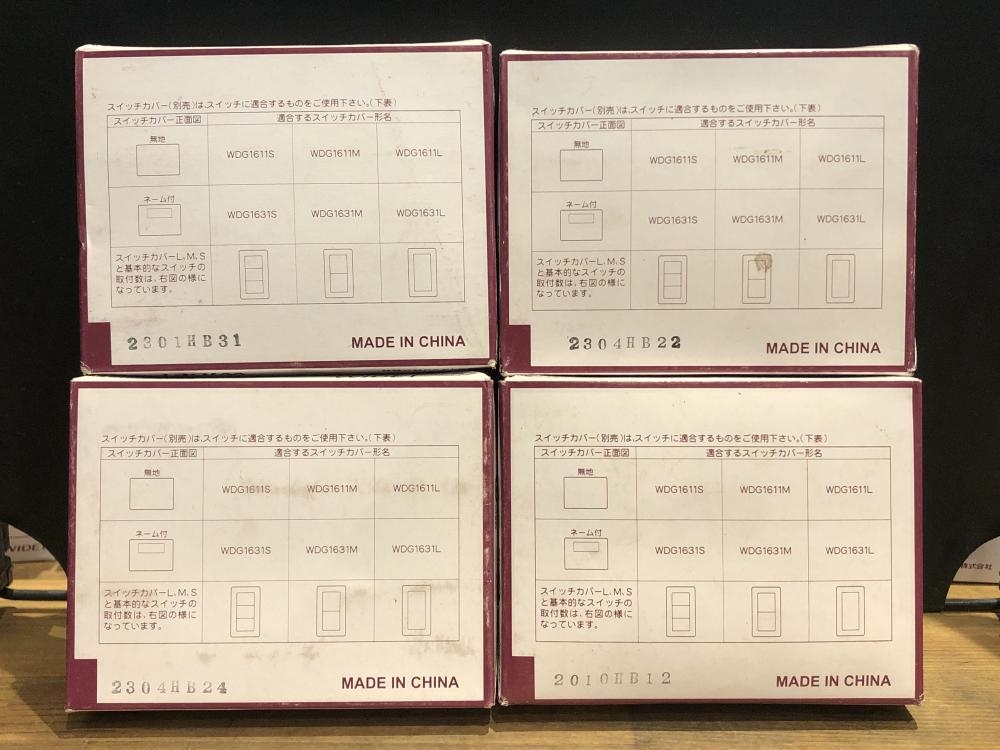 スイッチカバー(別売)は、スイッチに適合するものをご使用下さい。(下表)
スイッチカバー正面図 適合するスイッチカバー形名
無地
WDG1611S WDG1611M WDG1611L
ネーム付
WDG1631S WDG1631M WDG1631L
スイッチカバーL、M、S
と基本的なスイッチの
取付数は、右図の様に
なっています。
2301HB31 MADE IN CHINA
スイッチカバー(別売)は、スイッチに適合するものをご使用下さい。(下表)
スイッチカバー正面図 適合するスイッチカバー形名
無地
WDG1611S WDG1611M WDG1611L
ネーム付
WDG1631S WDG1631M WDG1631L
スイッチカバーL、M、S
と基本的なスイッチの
取付数は、右図の様に
なっています。
2304HB22 MADE IN CHINA
スイッチカバー(別売)は、スイッチに適合するものをご使用下さい。(下表)
スイッチカバー正面図 適合するスイッチカバー形名
無地
WDG1611S WDG1611M WDG1611L
ネーム付
WDG1631S WDG1631M WDG1631L
スイッチカバーL、M、S
と基本的なスイッチの
取付数は、右図の様に
なっています。
2304HB24 MADE IN CHINA
スイッチカバー(別売)は、スイッチに適合するものをご使用下さい。(下表)
スイッチカバー正面図 適合するスイッチカバー形名
無地
WDG1611S WDG1611M WDG1611L
ネーム付
WDG1631S WDG1631M WDG1631L
スイッチカバーL、M、S
と基本的なスイッチの
取付数は、右図の様に
なっています。
2010HB12 MADE IN CHINA
株式会社